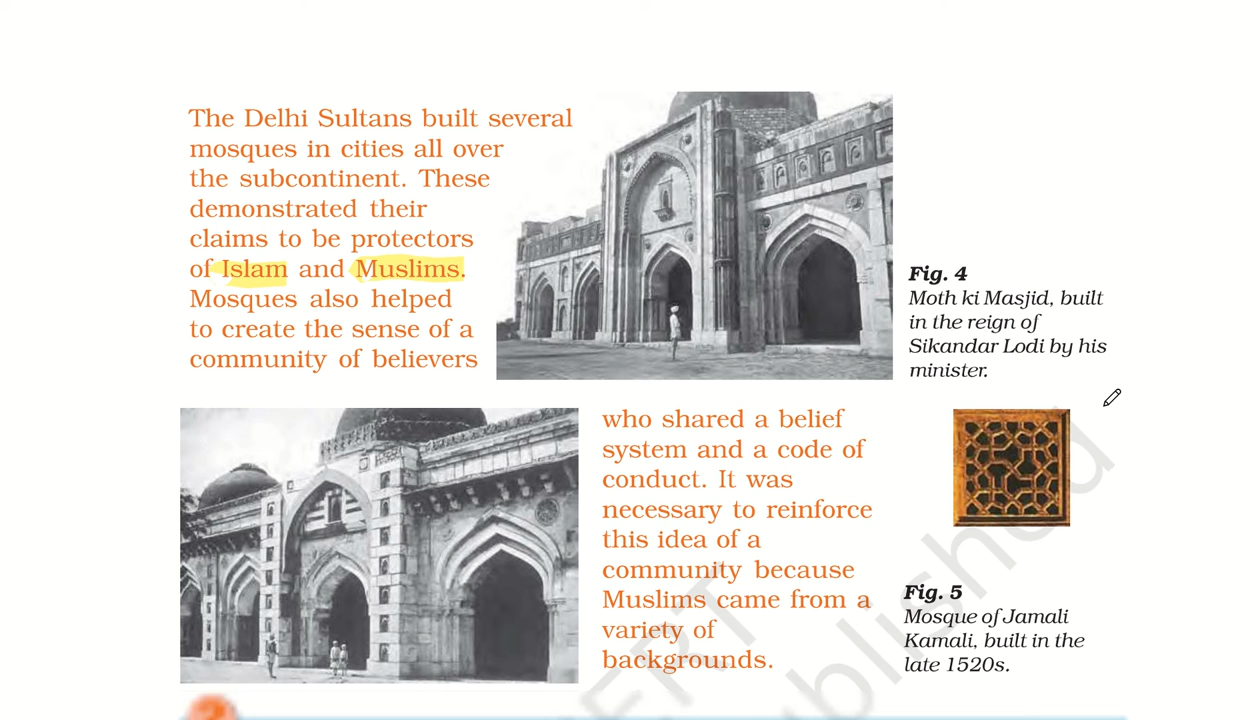 The Delhi Sultans built several
mosques in cities all over
the subcontinent. These
demonstrated their
claims to be protectors
of Islam and Muslims.
Mosques also helped
to create the sense of a
community of believers
Fig. 4
Moth ki Masjid, built
in the reign of
Sikandar Lodi by his
minister.
who shared a belief
system and a code of
conduct. It was
necessary to reinforce
this idea of a
community because
Muslims came from a
variety of
backgrounds.
Fig. 5
Mosque of Jamali
Kamali, built in the
late 1520s.